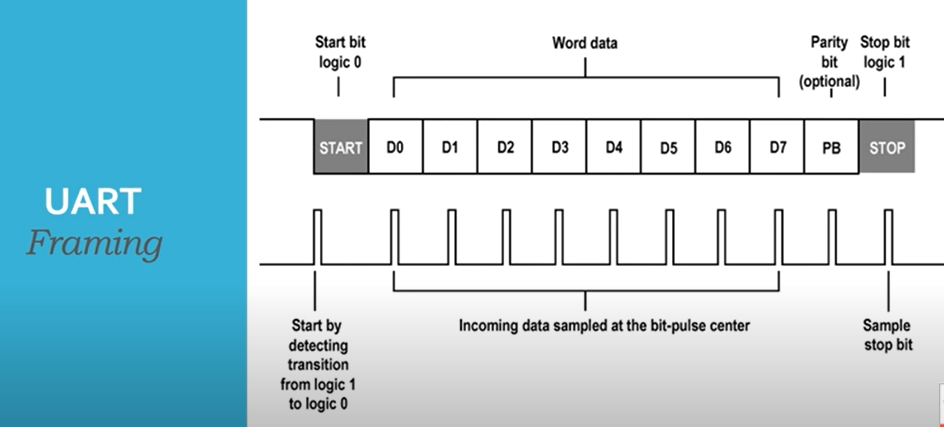 UART
Framing
Start bit
logic 0
Word data
Parity
bit
(optional)
Stop bit
logic 1
START D0 D1 D2 D3 D4 D5 D6 D7 PB STOP
Start by
detecting
transition
from logic 1
to logic 0
Incoming data sampled at the bit-pulse center
Sample
stop bit